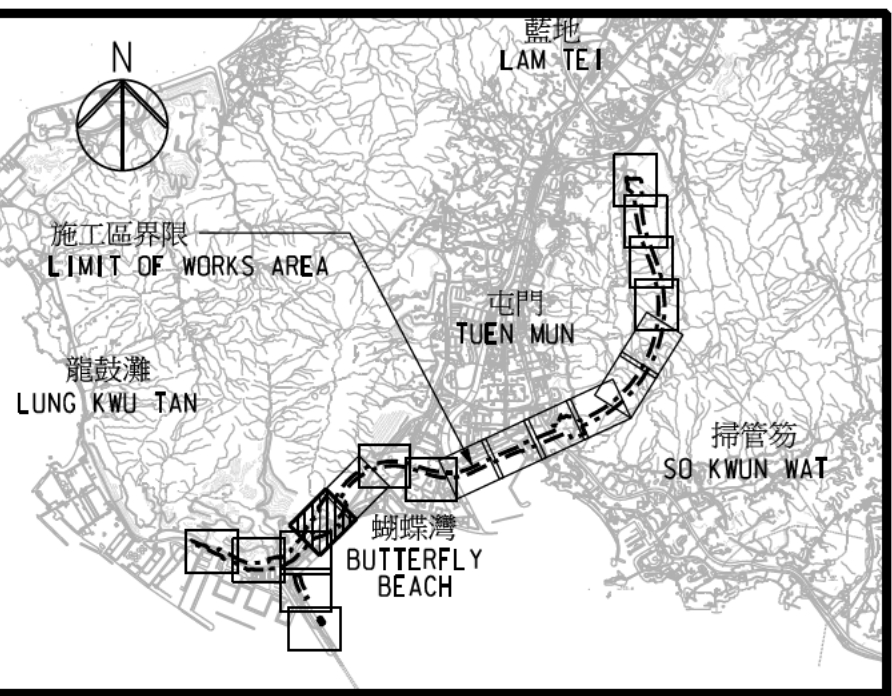 藍地
LAM TEI
N
施工區界限
LIMIT OF WORKS AREA
屯門
TUEN MUN
龍鼓灘
LUNG KWU TAN
掃管笏
SO KWUN WAT
蝴蝶灣
BUTTERFLY
BEACH